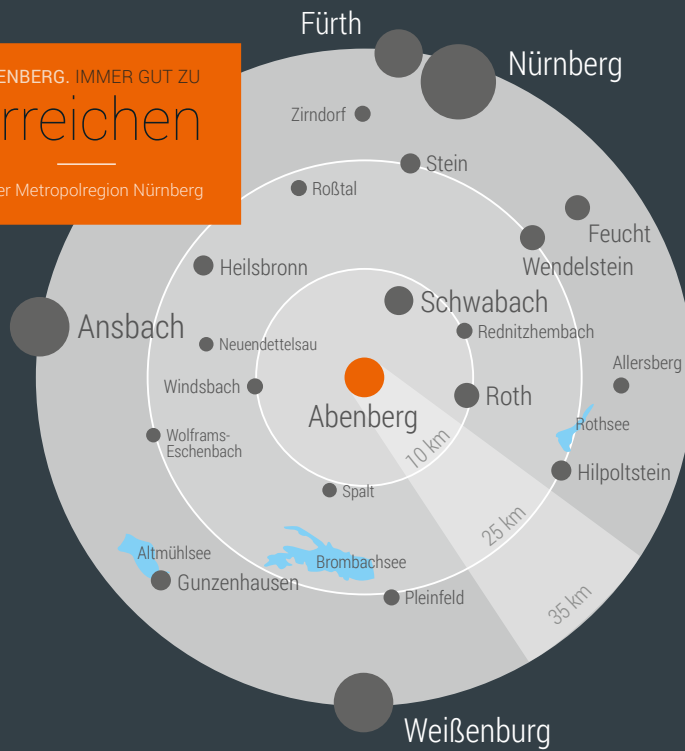 Fürth
Nürnberg
ENBERG. IMMER GUT ZU
rreichen
er Metropolregion Nürnberg
Zirndorf
Stein
Roßtal
Feucht
Wendelstein
Heilsbronn
Schwabach
Ansbach
Rednitzhembach
Neuendettelsau
Allersberg
Windsbach
Roth
Abenberg
Rothsee
Wolframs-
Eschenbach
10 km
Hilpoltstein
Spalt
25 km
Altmühlsee
Brombachsee
Gunzenhausen
Pleinfeld
35 km
Weißenburg